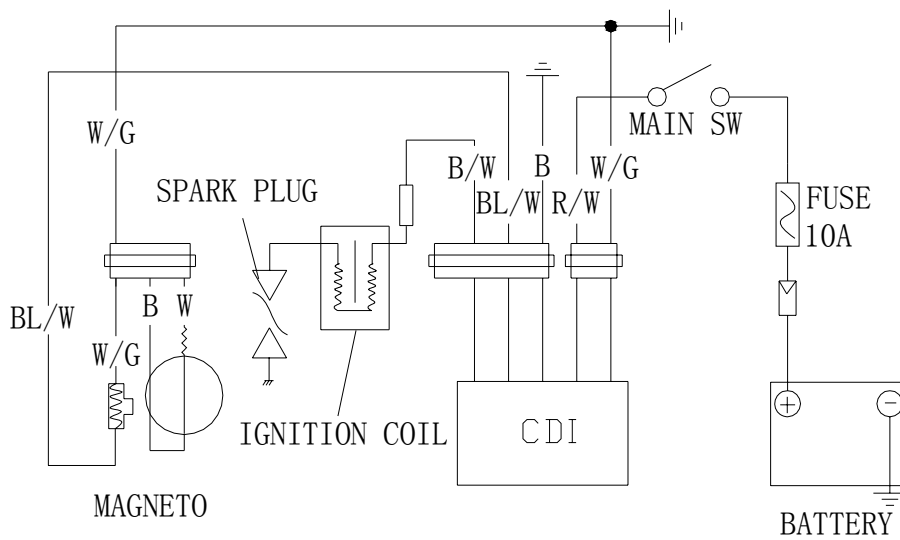 W/G
MAIN SW
B/W
B
W/G
SPARK PLUG
BL/W
R/W
FUSE
10A
BL/W
B
W
W/G
IGNITION COIL
CDI
+
-
MAGNETO
BATTERY